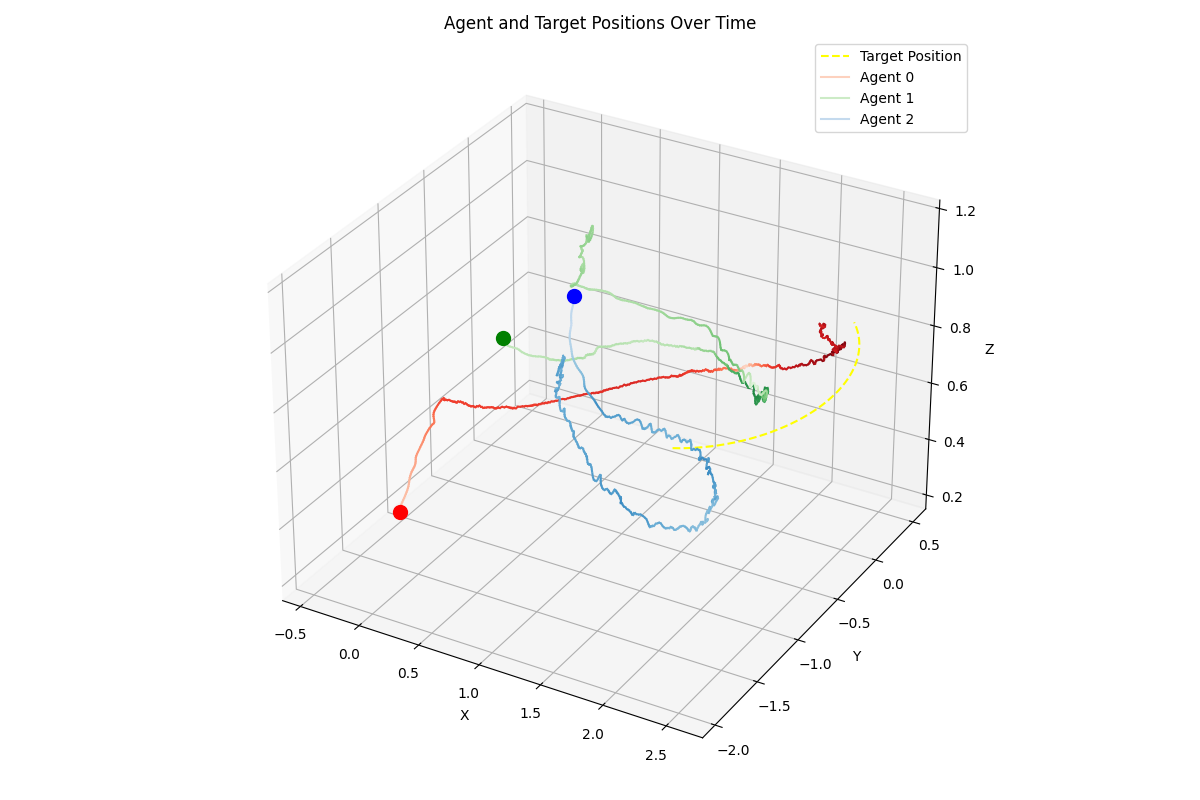 Agent and Target Positions Over Time
Target Position
Agent 0
Agent 1
Agent 2
1.2
1.0
0.8
Z
0.6
0.4
0.2
0.5
0.0
−0.5
Y
−1.0
−1.5
−2.0
−0.5
0.0
0.5
1.0
X
1.5
2.0
2.5